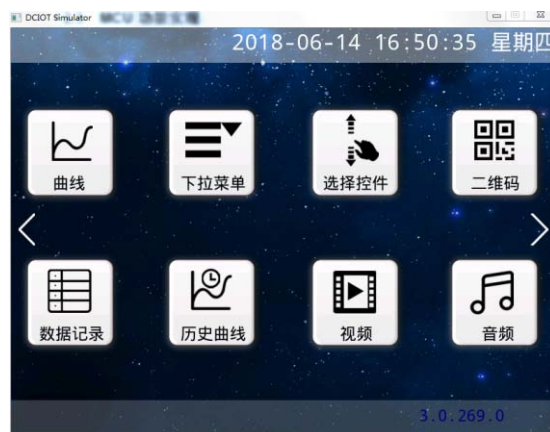 DCIOT Simulator
2018-06-14 16:50:35 星期四
曲线
下拉菜单
选择控件
二维码
数据记录
历史曲线
视频
音频
3.0.269.0